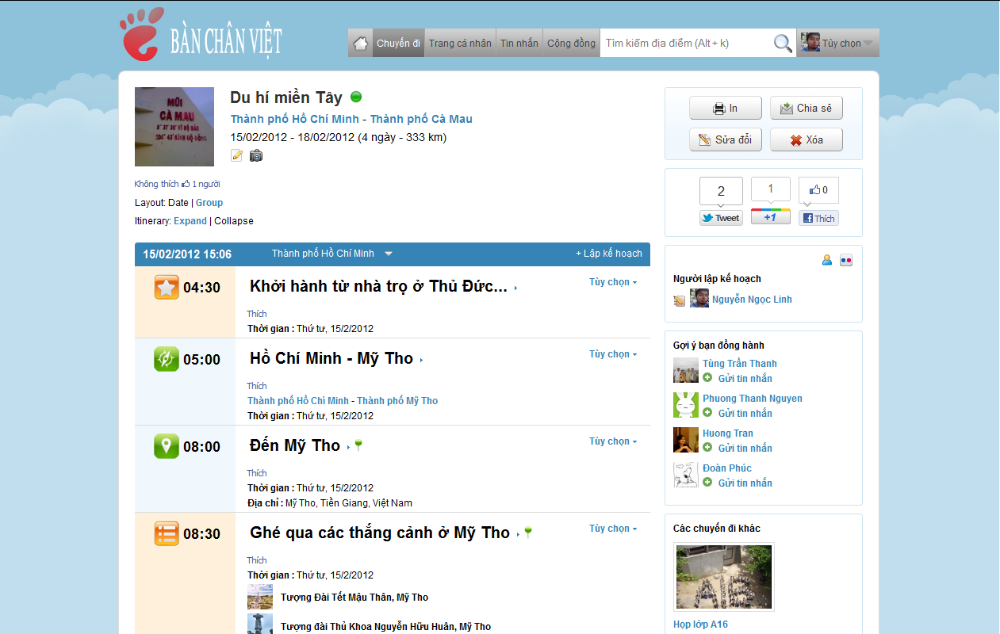 BÀN CHÂN VIỆT
Chuyến đi Trang cá nhân Tin nhắn Cộng đồng Tìm kiếm địa điểm (Alt + k) Tùy chọn
MŨI
CÀ MAU
Du hí miền Tây
Thành phố Hồ Chí Minh - Thành phố Cà Mau
15/02/2012 - 18/02/2012 (4 ngày - 333 km)
Không thích 1 người
Layout: Date | Group
Itinerary: Expand | Collapse
15/02/2012 15:06 Thành phố Hồ Chí Minh + Lập kế hoạch
04:30 Khởi hành từ nhà trọ ở Thủ Đức... Tùy chọn
Thích
Thời gian : Thứ tư, 15/2/2012
05:00 Hồ Chí Minh - Mỹ Tho Tùy chọn
Thích
Thành phố Hồ Chí Minh - Thành phố Mỹ Tho
Thời gian : Thứ tư, 15/2/2012
08:00 Đến Mỹ Tho Tùy chọn
Thích
Thời gian : Thứ tư, 15/2/2012
Địa chỉ : Mỹ Tho, Tiền Giang, Việt Nam
08:30 Ghé qua các thắng cảnh ở Mỹ Tho Tùy chọn
Thích
Thời gian : Thứ tư, 15/2/2012
Tượng Đài Tết Mậu Thân, Mỹ Tho
Tượng đài Thủ Khoa Nguyễn Hữu Huân, Mỹ Tho
In Chia sẻ
Sửa đổi Xóa
2 1 0
Tweet +1 Thích
Người lập kế hoạch
Nguyễn Ngọc Linh
Gợi ý bạn đồng hành
Tùng Trần Thanh
Gửi tin nhắn
Phuong Thanh Nguyen
Gửi tin nhắn
Huong Tran
Gửi tin nhắn
Đoàn Phúc
Gửi tin nhắn
Các chuyến đi khác
A16
Họp lớp A16